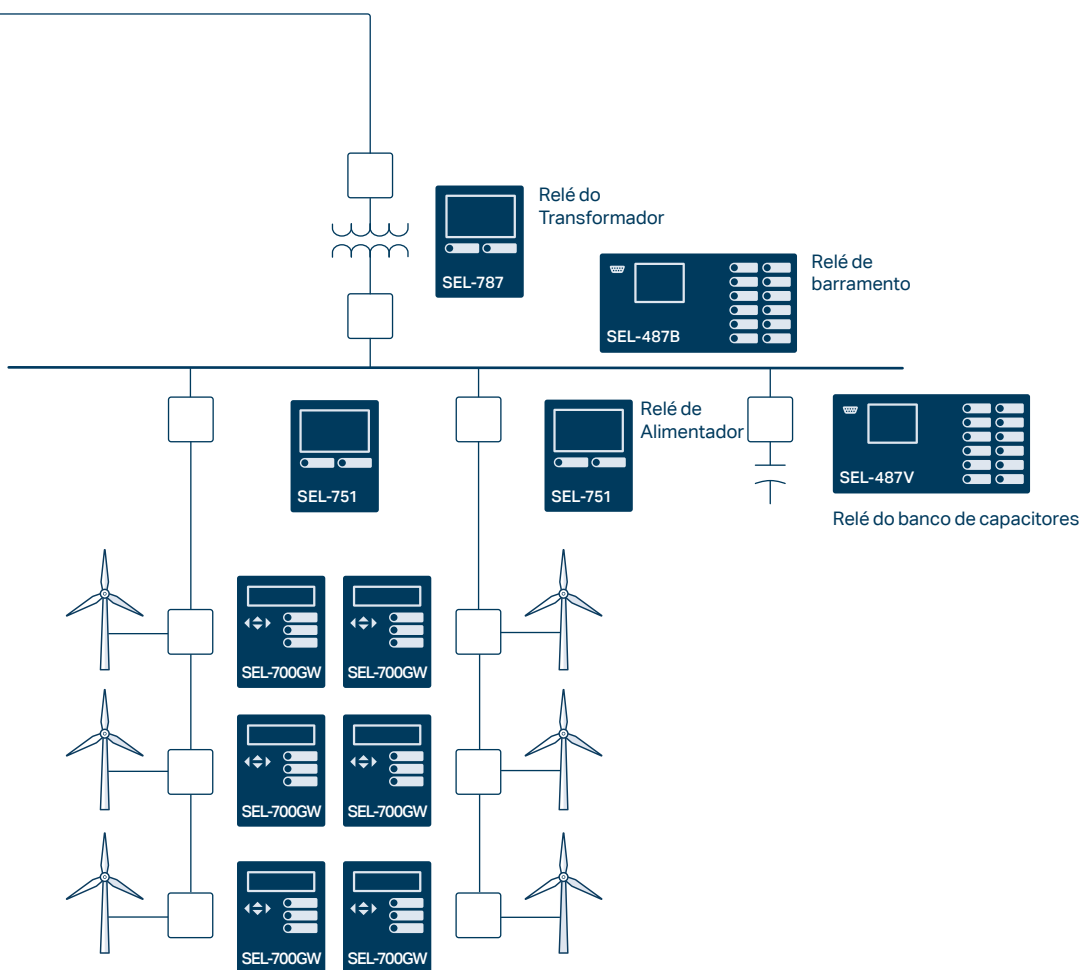 Relé do
Transformador
SEL-787
Relé de
barramento
SEL-487B
SEL-751
Relé de
Alimentador
SEL-751
SEL-487V
Relé do banco de capacitores
SEL-700GW
SEL-700GW
SEL-700GW
SEL-700GW
SEL-700GW
SEL-700GW